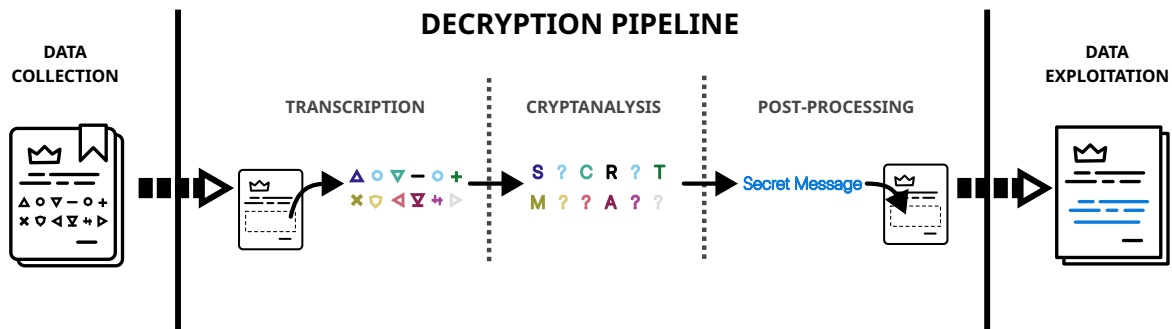 DECRYPTION PIPELINE
DATA
COLLECTION
TRANSCRIPTION
CRYPTANALYSIS
POST-PROCESSING
DATA
EXPLOITATION
S ? C R ? T
M ? ? A ? ?
Secret Message